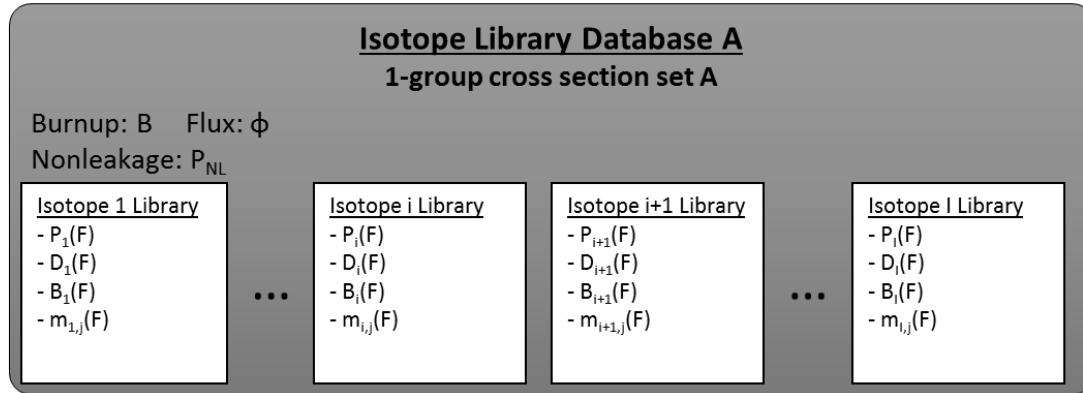 Isotope Library Database A
1-group cross section set A
Burnup: B Flux: ϕ
Nonleakage: P_NL
Isotope 1 Library
- P_1(F)
- D_1(F)
- B_1(F)
- m_1,j(F)
...
Isotope i Library
- P_i(F)
- D_i(F)
- B_i(F)
- m_i,j(F)
Isotope i+1 Library
- P_i+1(F)
- D_i+1(F)
- B_i+1(F)
- m_i+1,j(F)
...
Isotope I Library
- P_I(F)
- D_I(F)
- B_I(F)
- m_I,j(F)